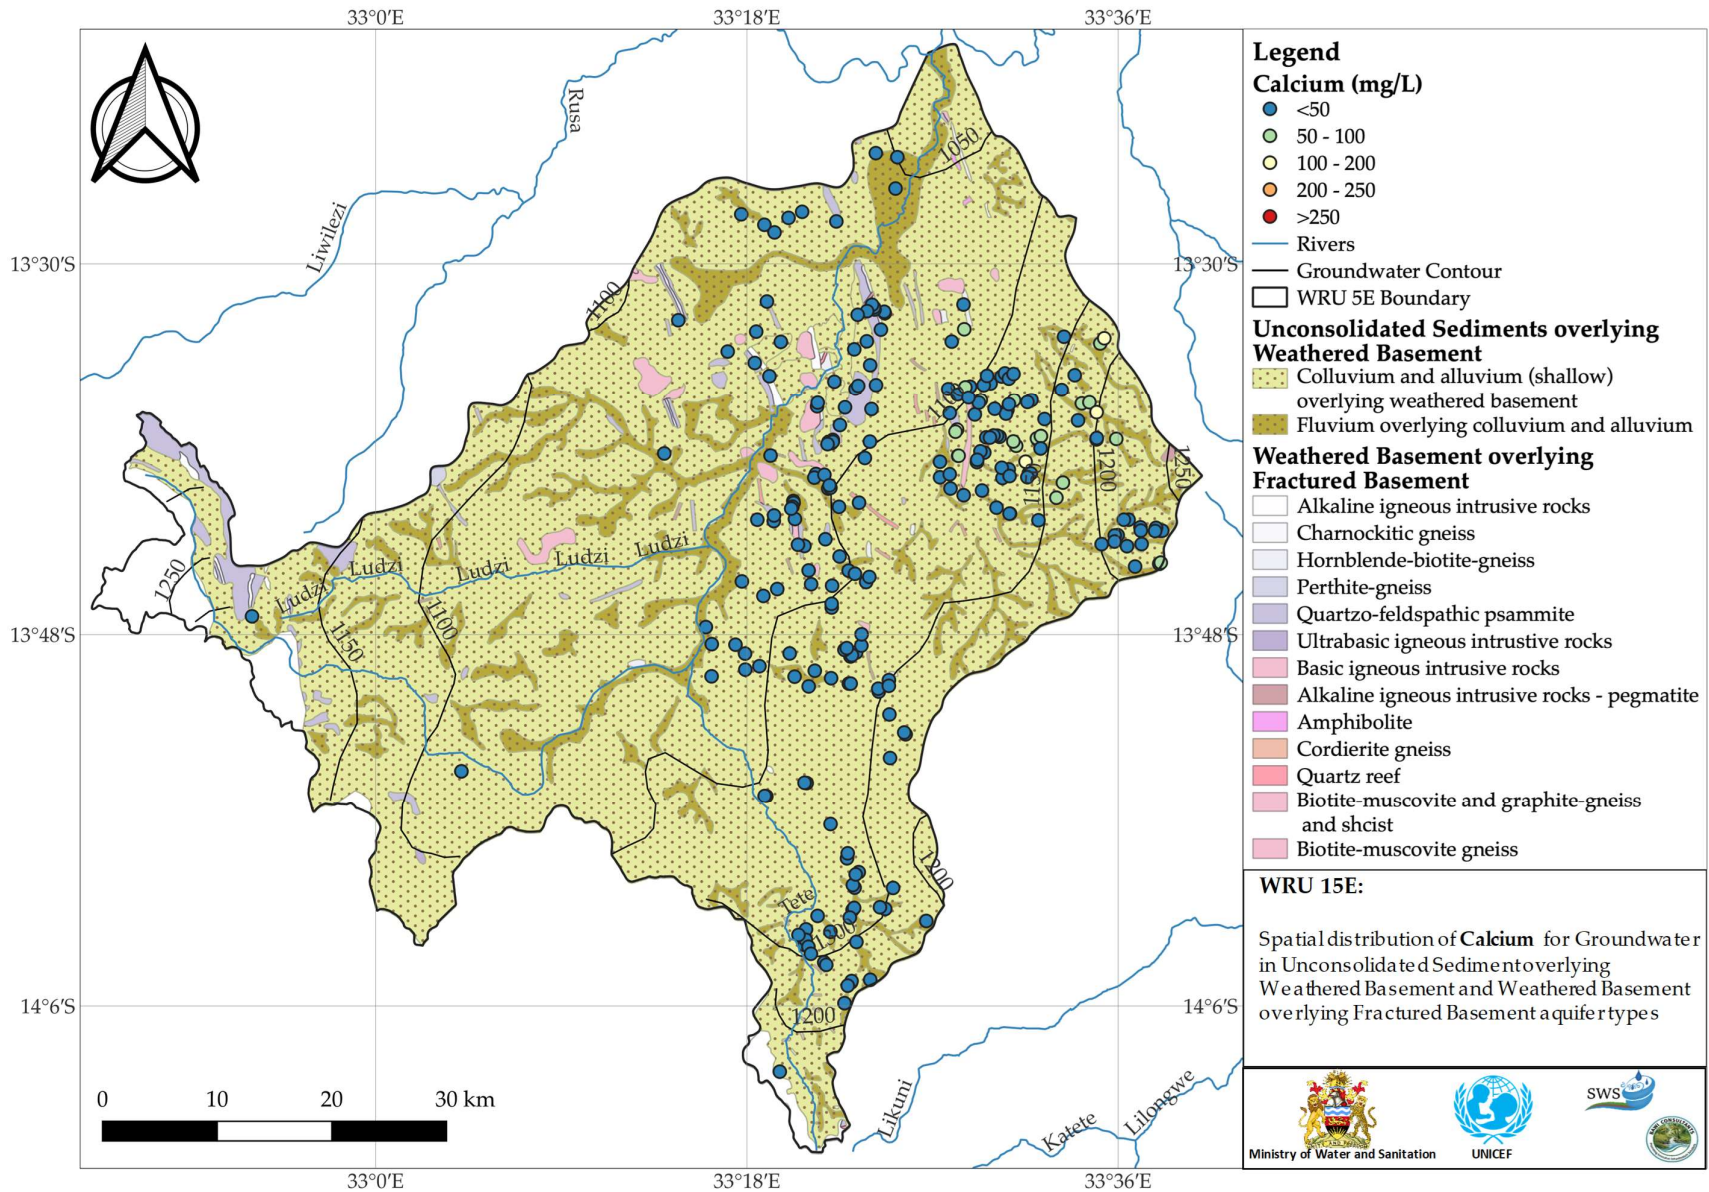 33°0′E
33°18′E
33°36′E
Rusa
Liwilezi
1050
13°30′S
13°30′S
1100
1200
1250
1250
Ludzi
Ludzi
Ludzi
Ludzi
Ludzi
1150
1100
13°48′S
13°48′S
1200
Tete
1300
1200
14°6′S
14°6′S
Likuni
Katete
Lilongwe
0 10 20 30 km
33°0′E
33°18′E
33°36′E
Legend
Calcium (mg/L)
<50
50 - 100
100 - 200
200 - 250
>250
Rivers
Groundwater Contour
WRU 5E Boundary
Unconsolidated Sediments overlying
Weathered Basement
Colluvium and alluvium (shallow)
overlying weathered basement
Fluvium overlying colluvium and alluvium
Weathered Basement overlying
Fractured Basement
Alkaline igneous intrusive rocks
Charnockitic gneiss
Hornblende-biotite-gneiss
Perthite-gneiss
Quartzo-feldspathic psammite
Ultrabasic igneous intrustive rocks
Basic igneous intrusive rocks
Alkaline igneous intrusive rocks - pegmatite
Amphibolite
Cordierite gneiss
Quartz reef
Biotite-muscovite and graphite-gneiss
and shcist
Biotite-muscovite gneiss
WRU 15E:
Spatial distribution of Calcium for Groundwater
in Unconsolidated Sediment overlying
Weathered Basement and Weathered Basement
overlying Fractured Basement aquifer types
Ministry of Water and Sanitation
UNICEF
SWS